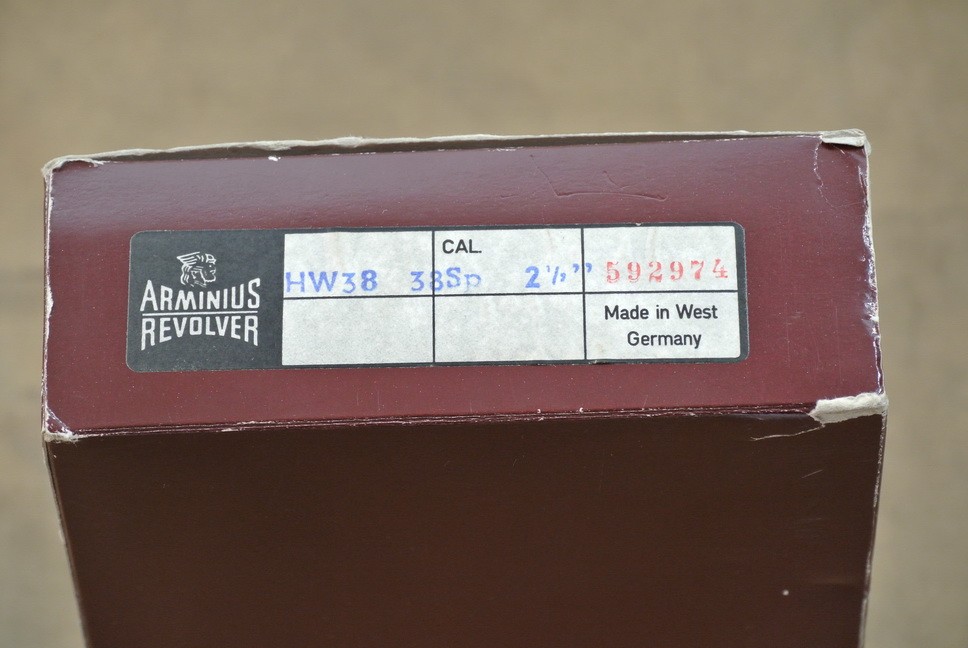 ARMINIUS
REVOLVER
CAL.
HW38 38Sp 2½” 592974
Made in West
Germany